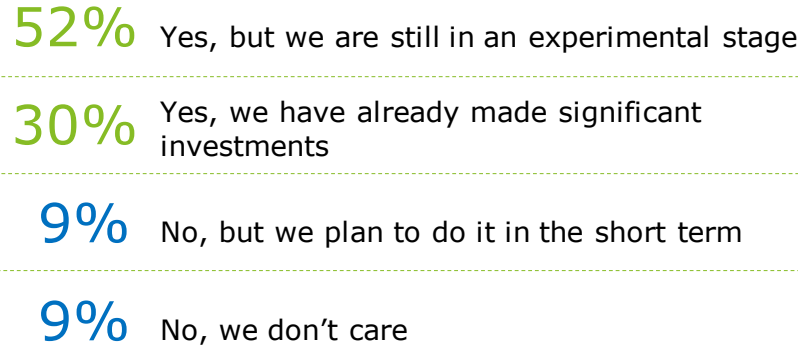 52% Yes, but we are still in an experimental stage
30% Yes, we have already made significant
investments
9% No, but we plan to do it in the short term
9% No, we don’t care